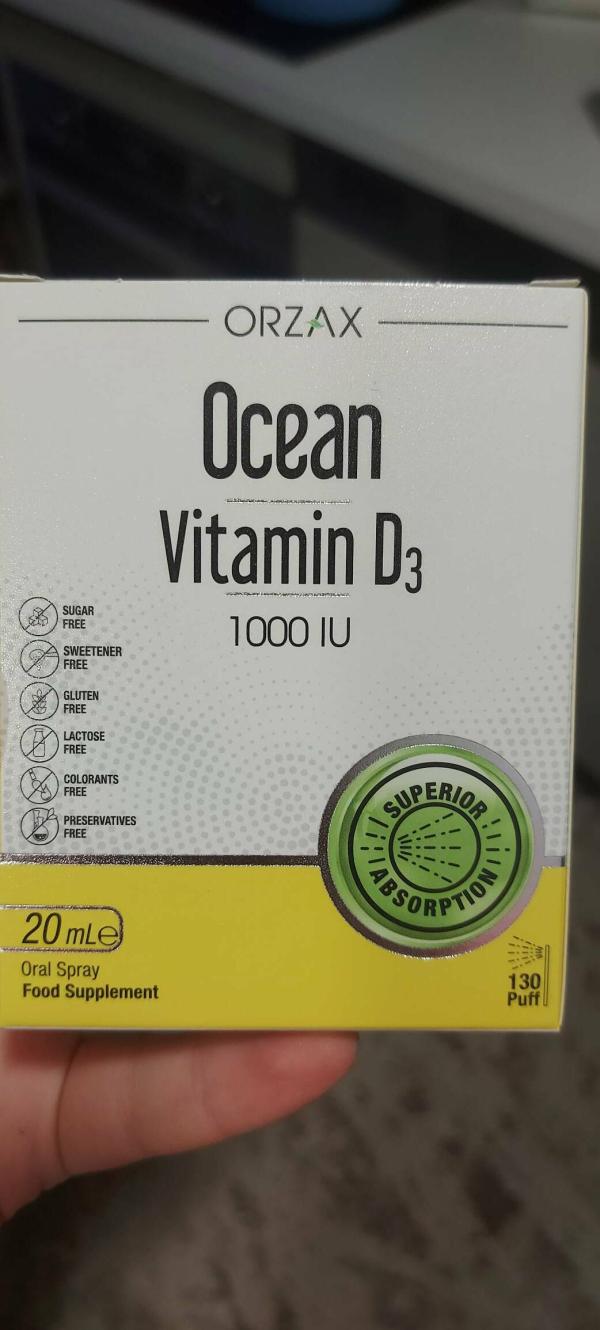 ORZAX
Ocean
Vitamin D₃
1000 IU
SUGAR
FREE
SWEETENER
FREE
GLUTEN
FREE
LACTOSE
FREE
COLORANTS
FREE
PRESERVATIVES
FREE
SUPERIOR
ABSORPTION
20 mL℮
Oral Spray
Food Supplement
130
Puff